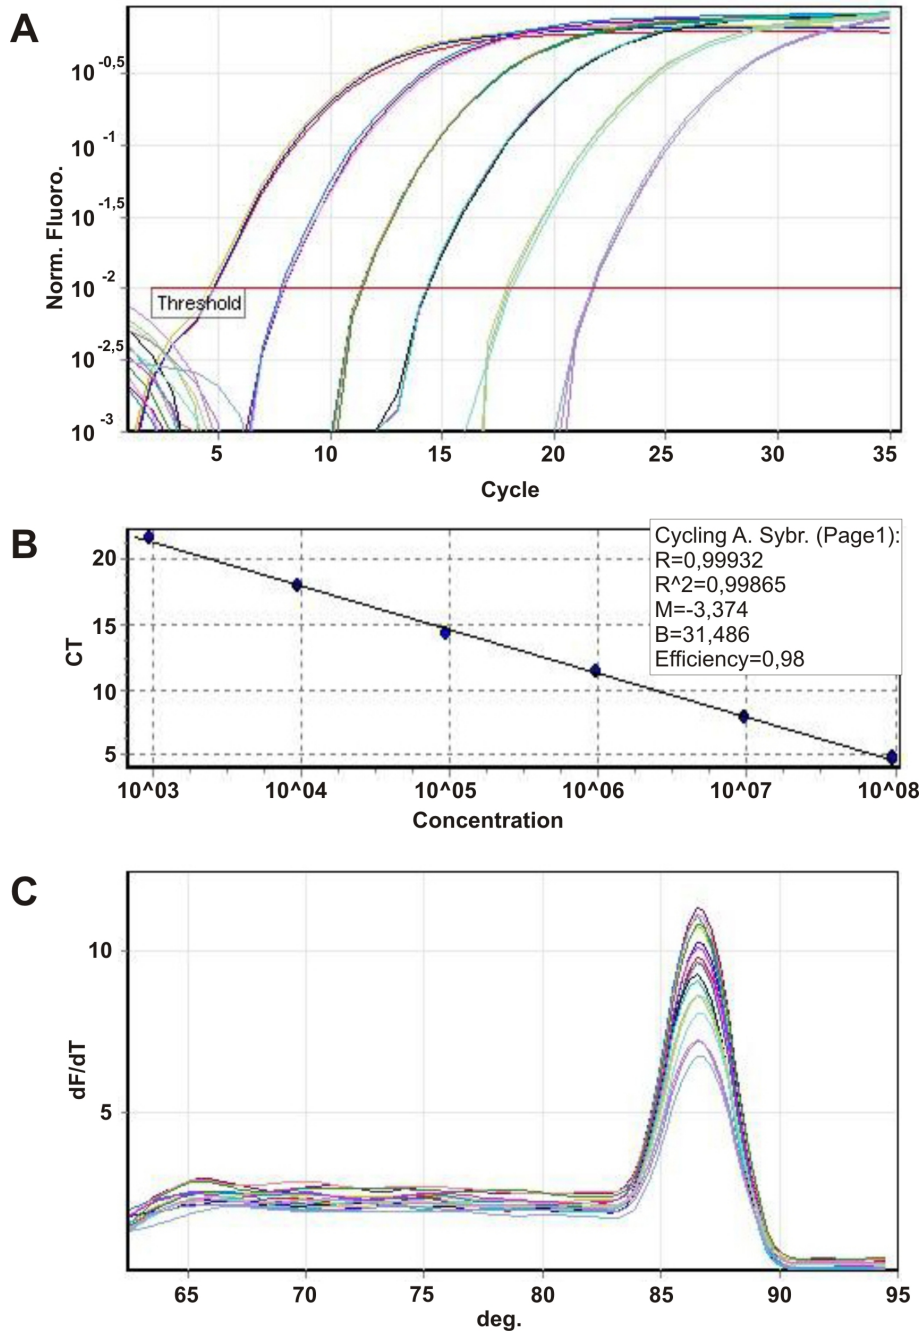 A
Norm. Fluoro.
10 -0,5
10 -1
10 -1,5
10 -2
10 -2,5
10 -3
Threshold
5 10 15 20 25 30 35
Cycle
B
CT
20
15
10
5
Cycling A. Sybr. (Page1):
R=0,99932
R^2=0,99865
M=-3,374
B=31,486
Efficiency=0,98
10^03 10^04 10^05 10^06 10^07 10^08
Concentration
C
dF/dT
10
5
65 70 75 80 85 90 95
deg.